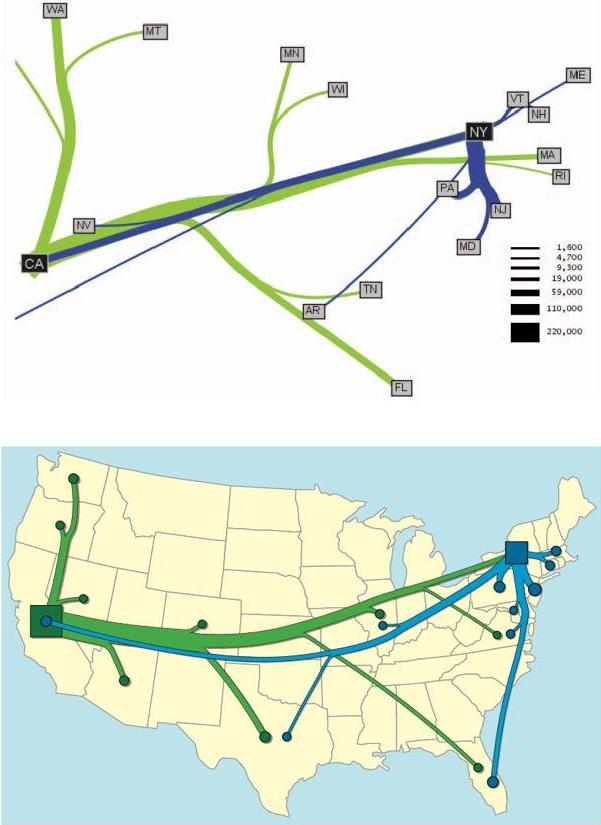 WA
MT
MN
WI
ME
VT
NH
NY
MA
RI
PA
NJ
NV
MD
CA
TN
AR
FL
1,600
4,700
9,300
19,000
59,000
110,000
220,000